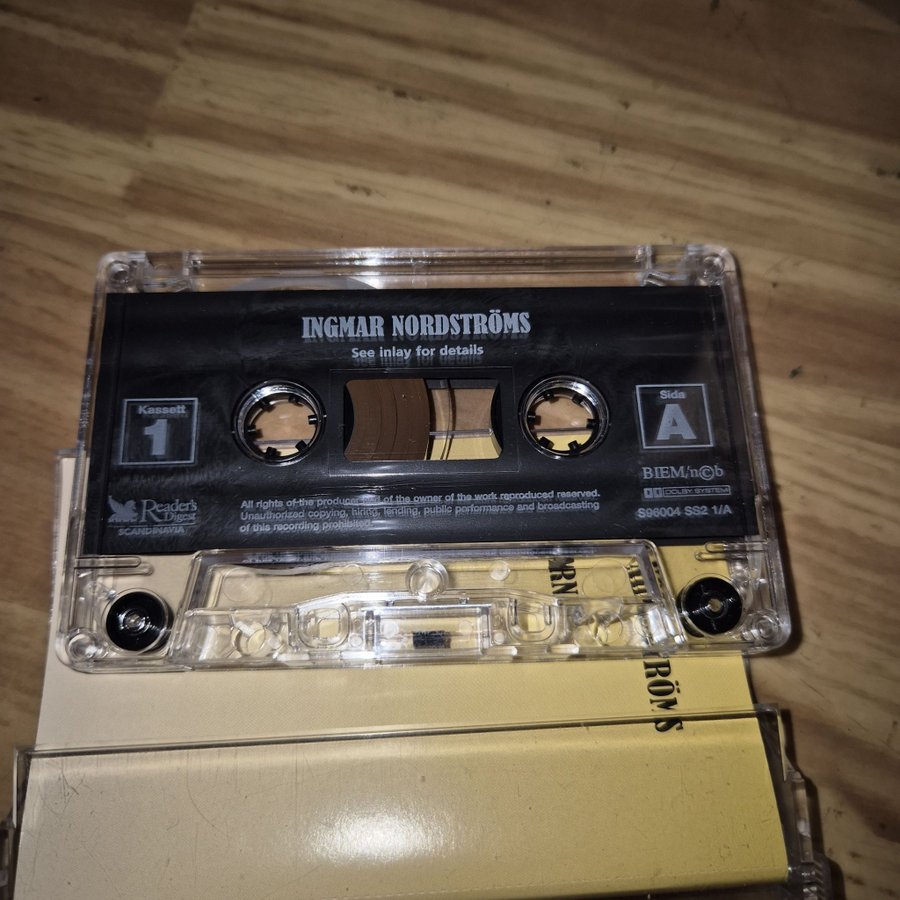 INGMAR NORDSTRÖMS
See inlay for details
Kassett
1
Sida
A
BIEM/n©b
DOLBY SYSTEM
S96004 SS2 1/A
Reader's
Digest
SCANDINAVIA
All rights of the producer and of the owner of the work reproduced reserved.
Unauthorized copying, hiring, lending, public performance and broadcasting
of this recording prohibited.